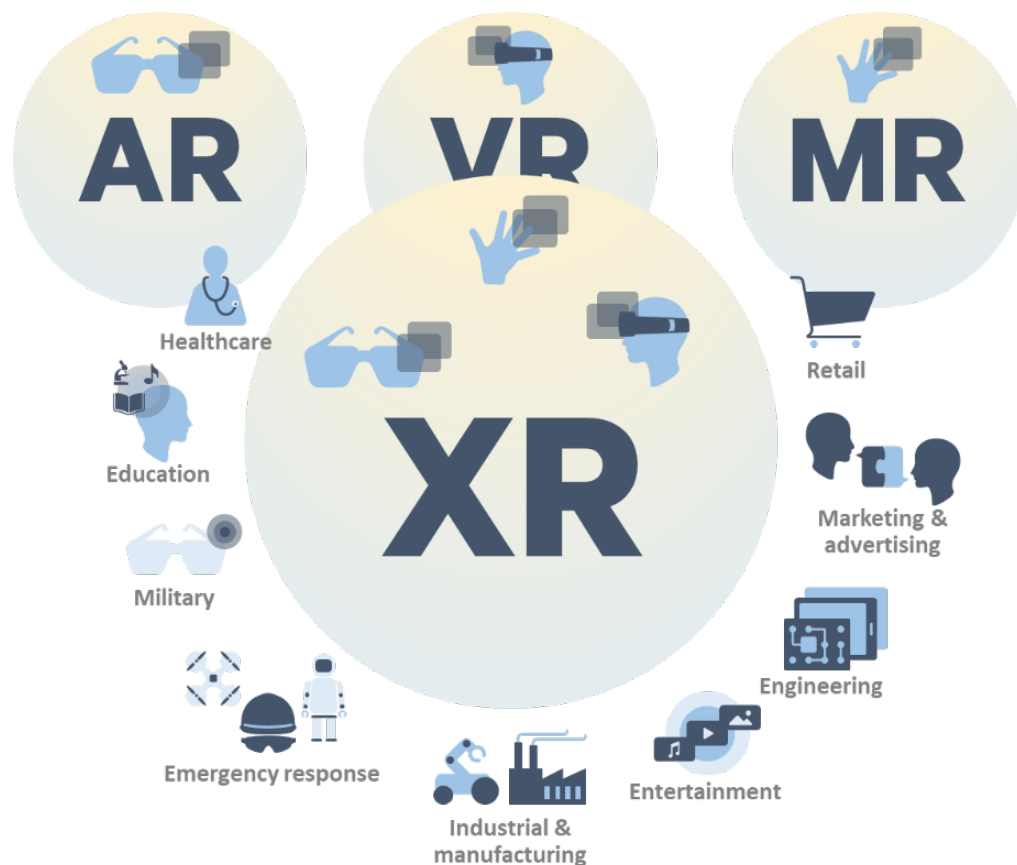 AR
VR
MR
XR
Healthcare
Education
Military
Emergency response
Industrial &
manufacturing
Entertainment
Engineering
Marketing &
advertising
Retail